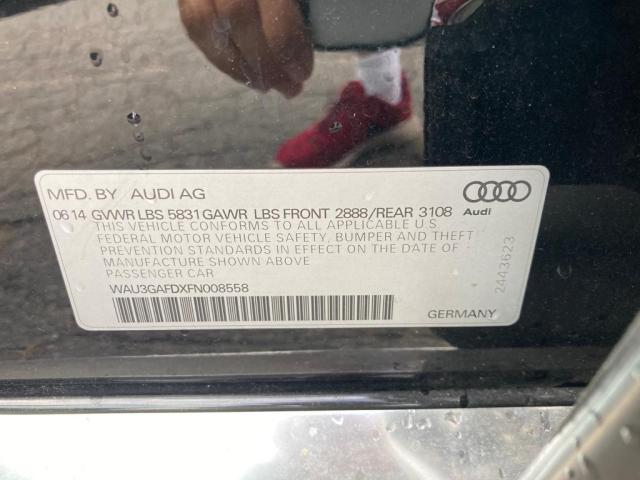 MFD. BY AUDI AG
06 14 GVWR LBS 5831 GAWR LBS FRONT 2888/REAR 3108 Audi
THIS VEHICLE CONFORMS TO ALL APPLICABLE U.S.
FEDERAL MOTOR VEHICLE SAFETY, BUMPER AND THEFT
PREVENTION STANDARDS IN EFFECT ON THE DATE OF
MANUFACTURE SHOWN ABOVE
PASSENGER CAR
WAU3GAFDXFN008558
GERMANY
2443623